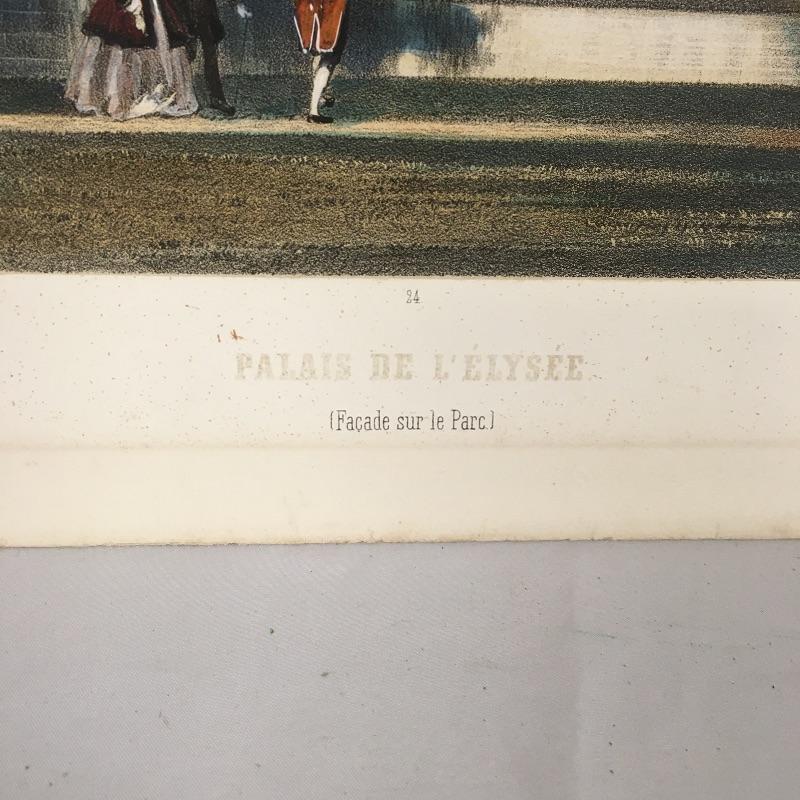 24
PALAIS DE L'ÉLYSÉE
(Façade sur le Parc.)